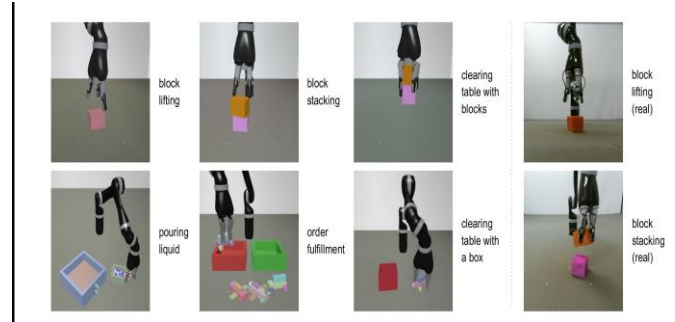 block
lifting
block
stacking
clearing
table with
blocks
block
lifting
(real)
pouring
liquid
order
fulfillment
clearing
table with
a box
block
stacking
(real)